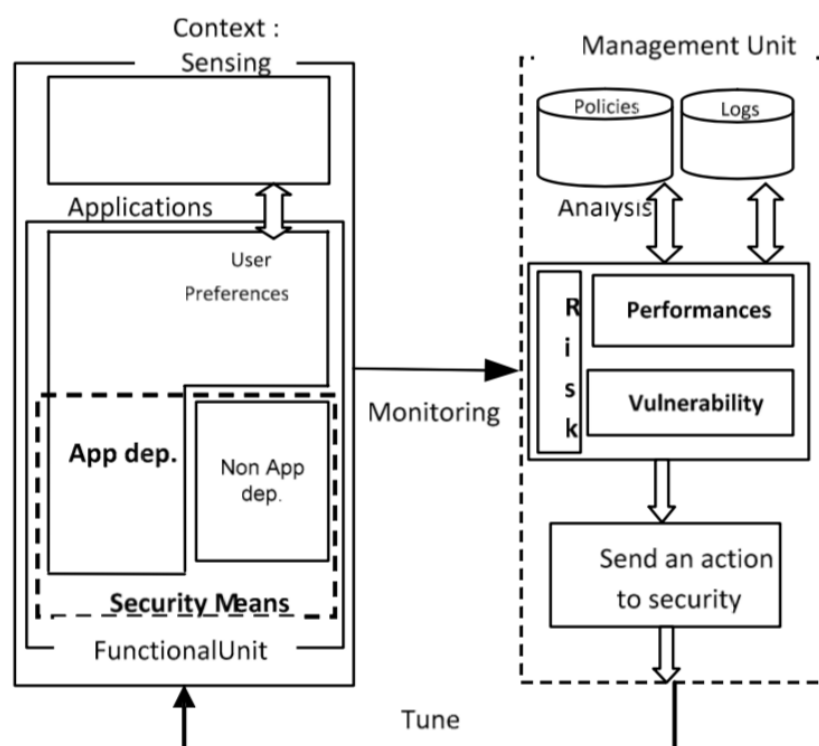 Context :
Sensing
Applications
User
Preferences
App dep.
Non App
dep.
Security Means
FunctionalUnit
Monitoring
Tune
Management Unit
Policies
Logs
Analysis
Risk
Performances
Vulnerability
Send an action
to security